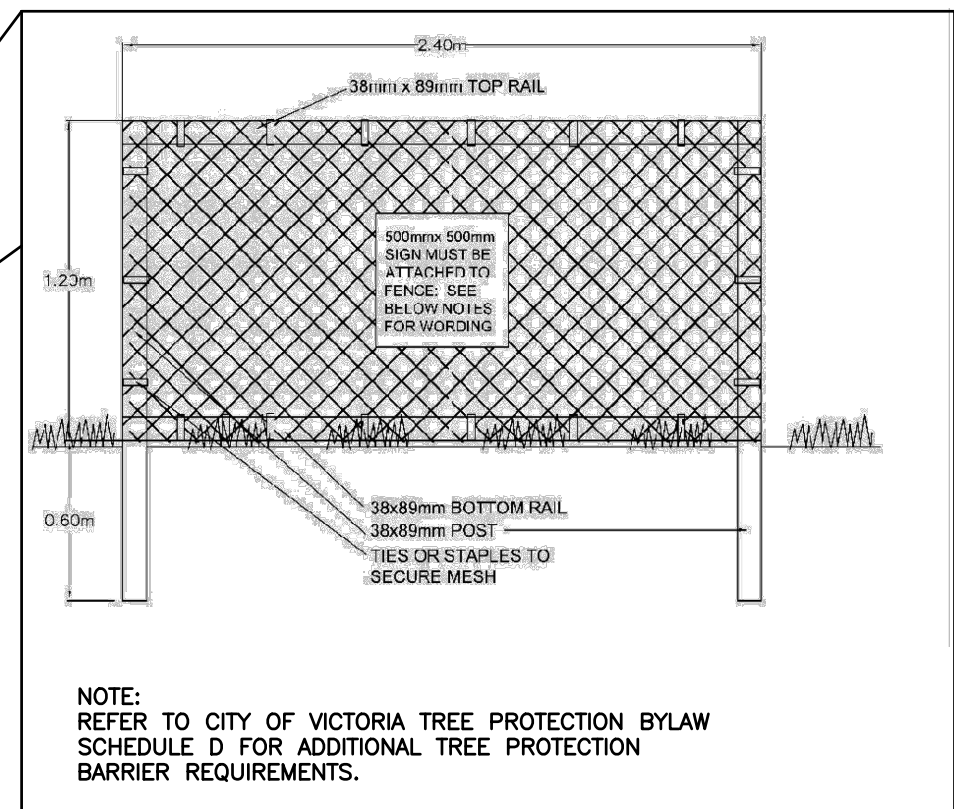 2.40m
38mm x 89mm TOP RAIL
500mmx 500mm
SIGN MUST BE
ATTACHED TO
FENCE: SEE
BELOW NOTES
FOR WORDING
1.20m
0.60m
38x89mm BOTTOM RAIL
38x89mm POST
TIES OR STAPLES TO
SECURE MESH
NOTE:
REFER TO CITY OF VICTORIA TREE PROTECTION BYLAW
SCHEDULE D FOR ADDITIONAL TREE PROTECTION
BARRIER REQUIREMENTS.